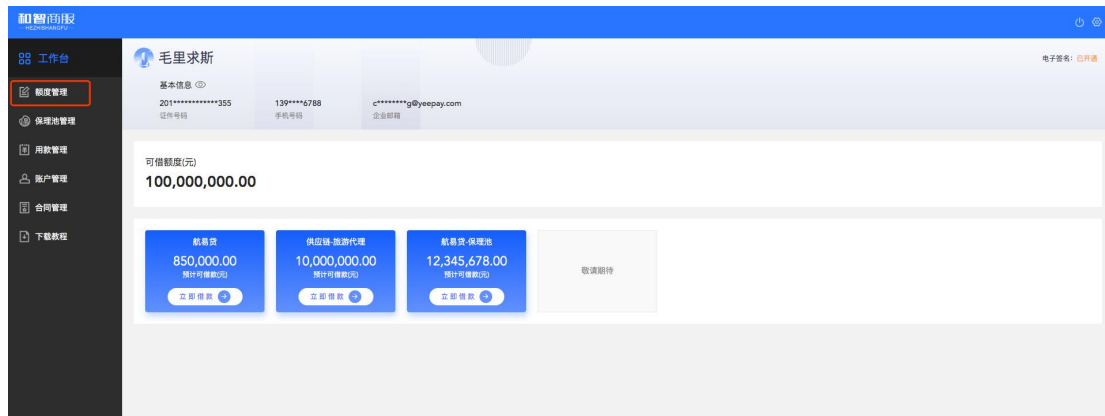 和智商服
HEZHISHANGFU
工作台
额度管理
保理池管理
用款管理
账户管理
合同管理
下载教程
毛里求斯
电子签名：已开通
基本信息
201************355 139****6788 c********g@yeepay.com
证件号码 手机号码 企业邮箱
可借额度(元)
100,000,000.00
航易贷
850,000.00
预计可借款(元)
立即借款
供应链-旅游代理
10,000,000.00
预计可借款(元)
立即借款
航易贷-保理池
12,345,678.00
预计可借款(元)
立即借款
敬请期待